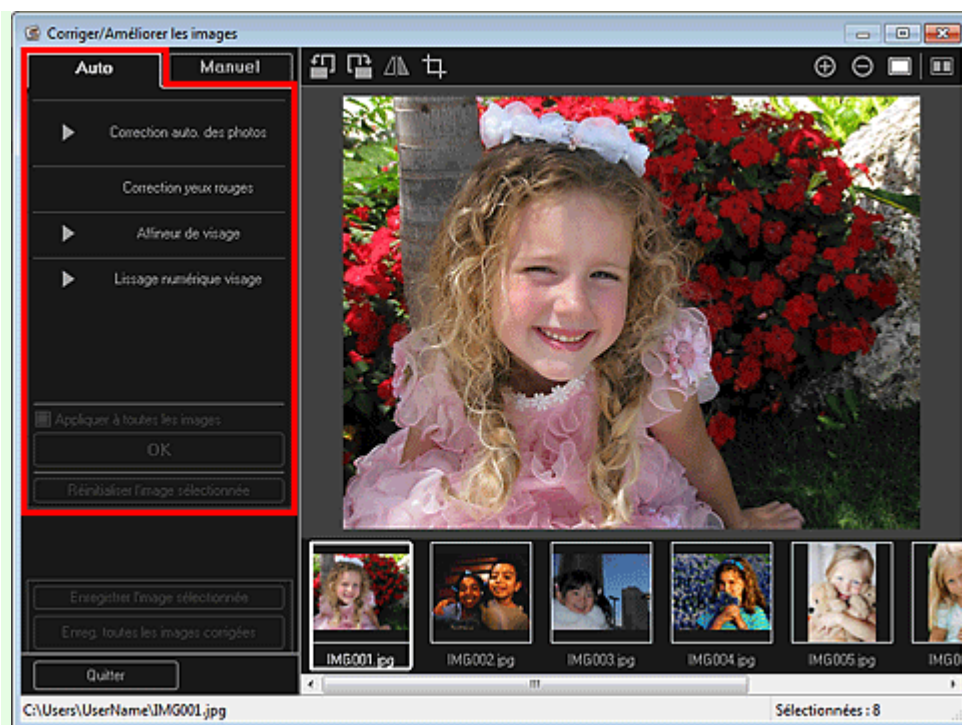 Corriger/Améliorer les images
Auto
Manuel
Correction auto. des photos
Correction yeux rouges
Affineur de visage
Lissage numérique visage
Appliquer à toutes les images
OK
Réinitialiser l'image sélectionnée
Enregistrer l'image sélectionnée
Enreg. toutes les images corrigées
Quitter
IMG001.jpg
IMG002.jpg
IMG003.jpg
IMG004.jpg
IMG005.jpg
IMG0
C:\Users\UserName\IMG001.jpg
Sélectionnées : 8